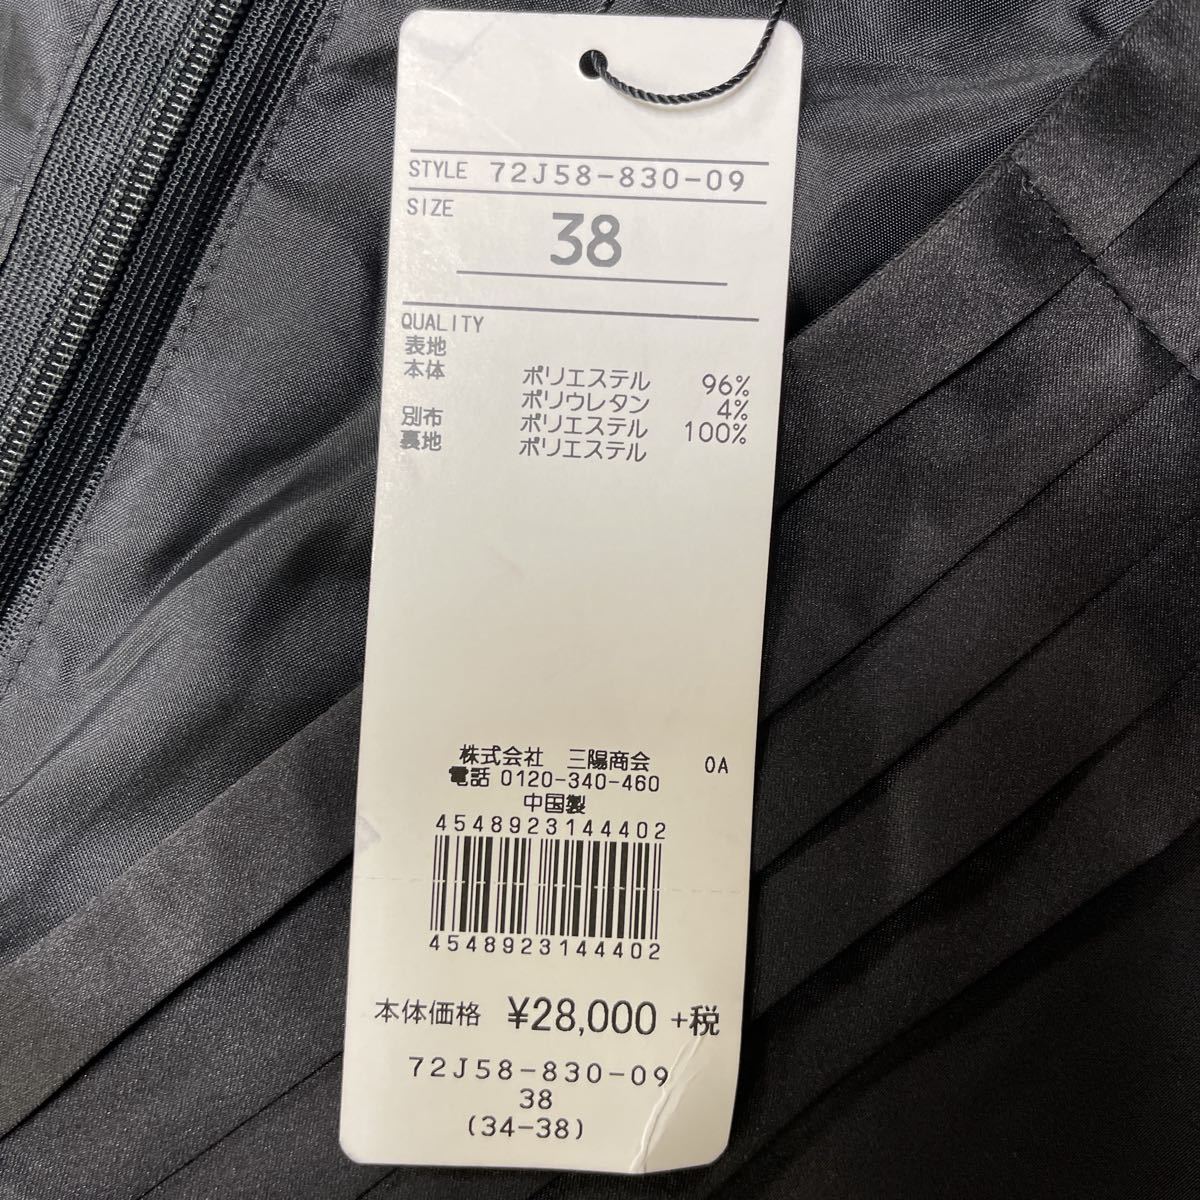 STYLE 72J58-830-09
SIZE
38
QUALITY
表地
本体 ポリエステル 96%
ポリウレタン 4%
別布 ポリエステル 100%
裏地 ポリエステル
株式会社 三陽商会 0A
電話 0120-340-460
中国製
4548923144402
4548923144402
本体価格 ¥28,000 +税
72J58-830-09
38
(34-38)